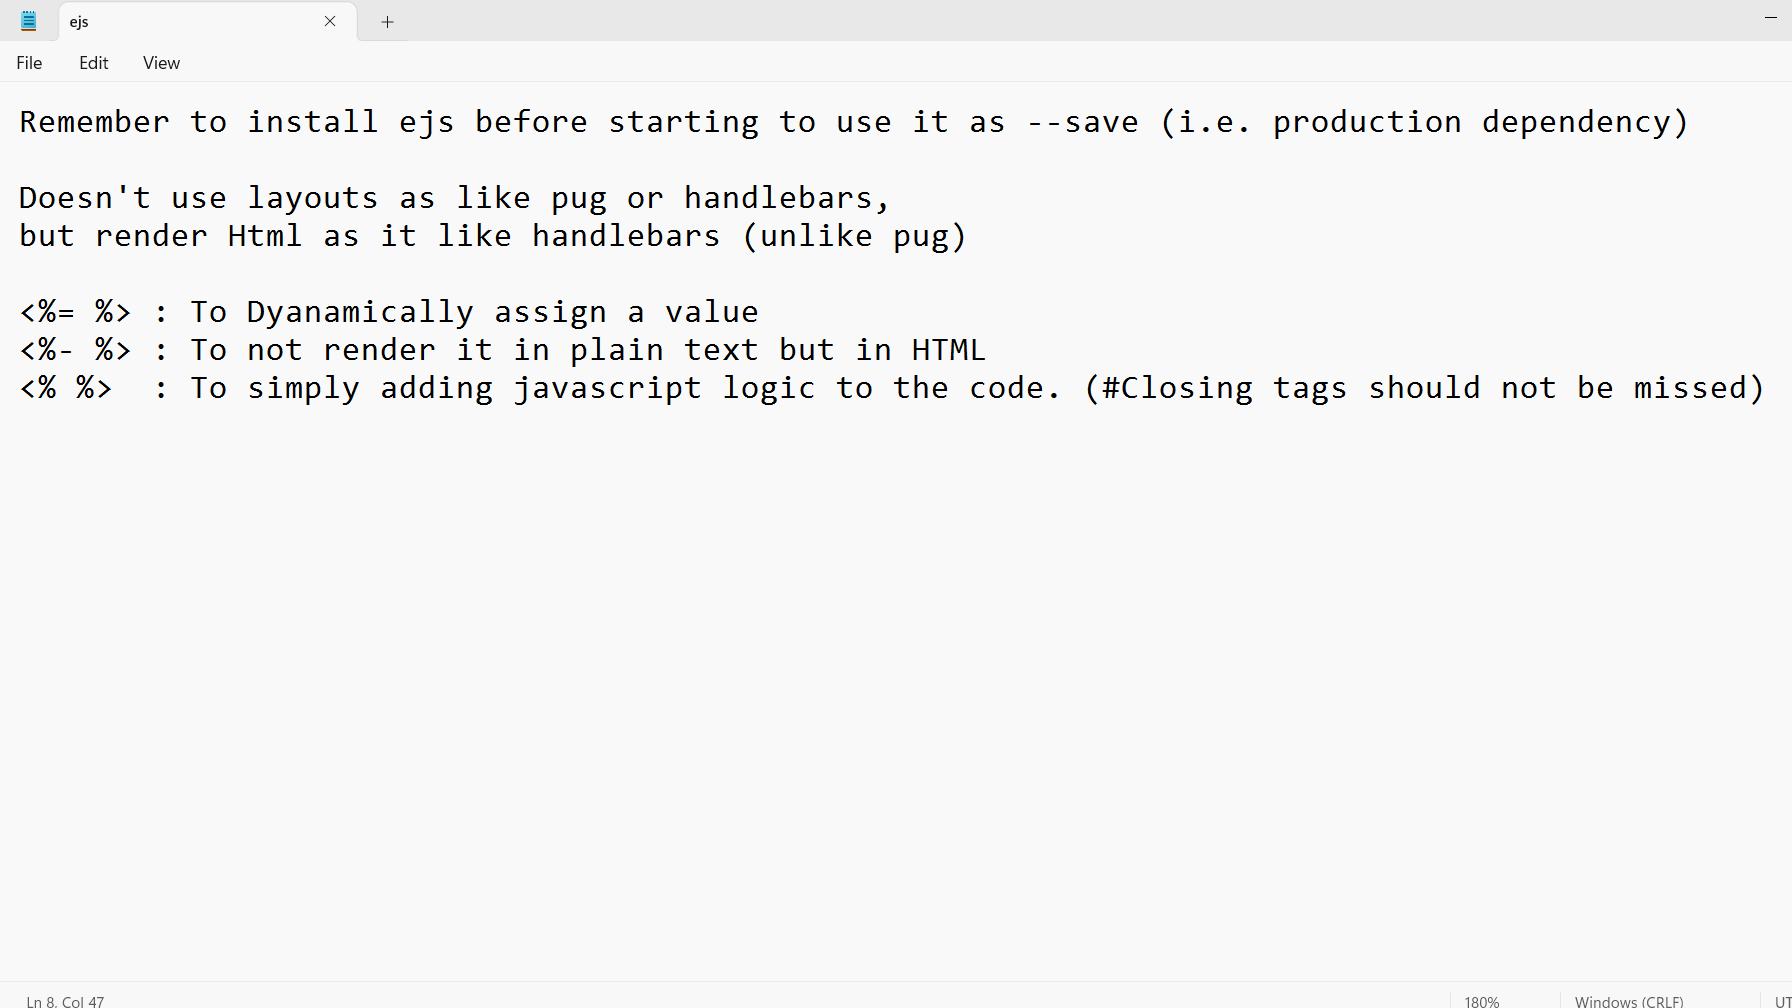 ejs
File Edit View
Remember to install ejs before starting to use it as --save (i.e. production dependency)
Doesn't use layouts as like pug or handlebars,
but render Html as it like handlebars (unlike pug)
<%= %> : To Dyanamically assign a value
<%- %> : To not render it in plain text but in HTML
<% %>  : To simply adding javascript logic to the code. (#Closing tags should not be missed)
Ln 8, Col 47 180% Windows (CRLF) UT